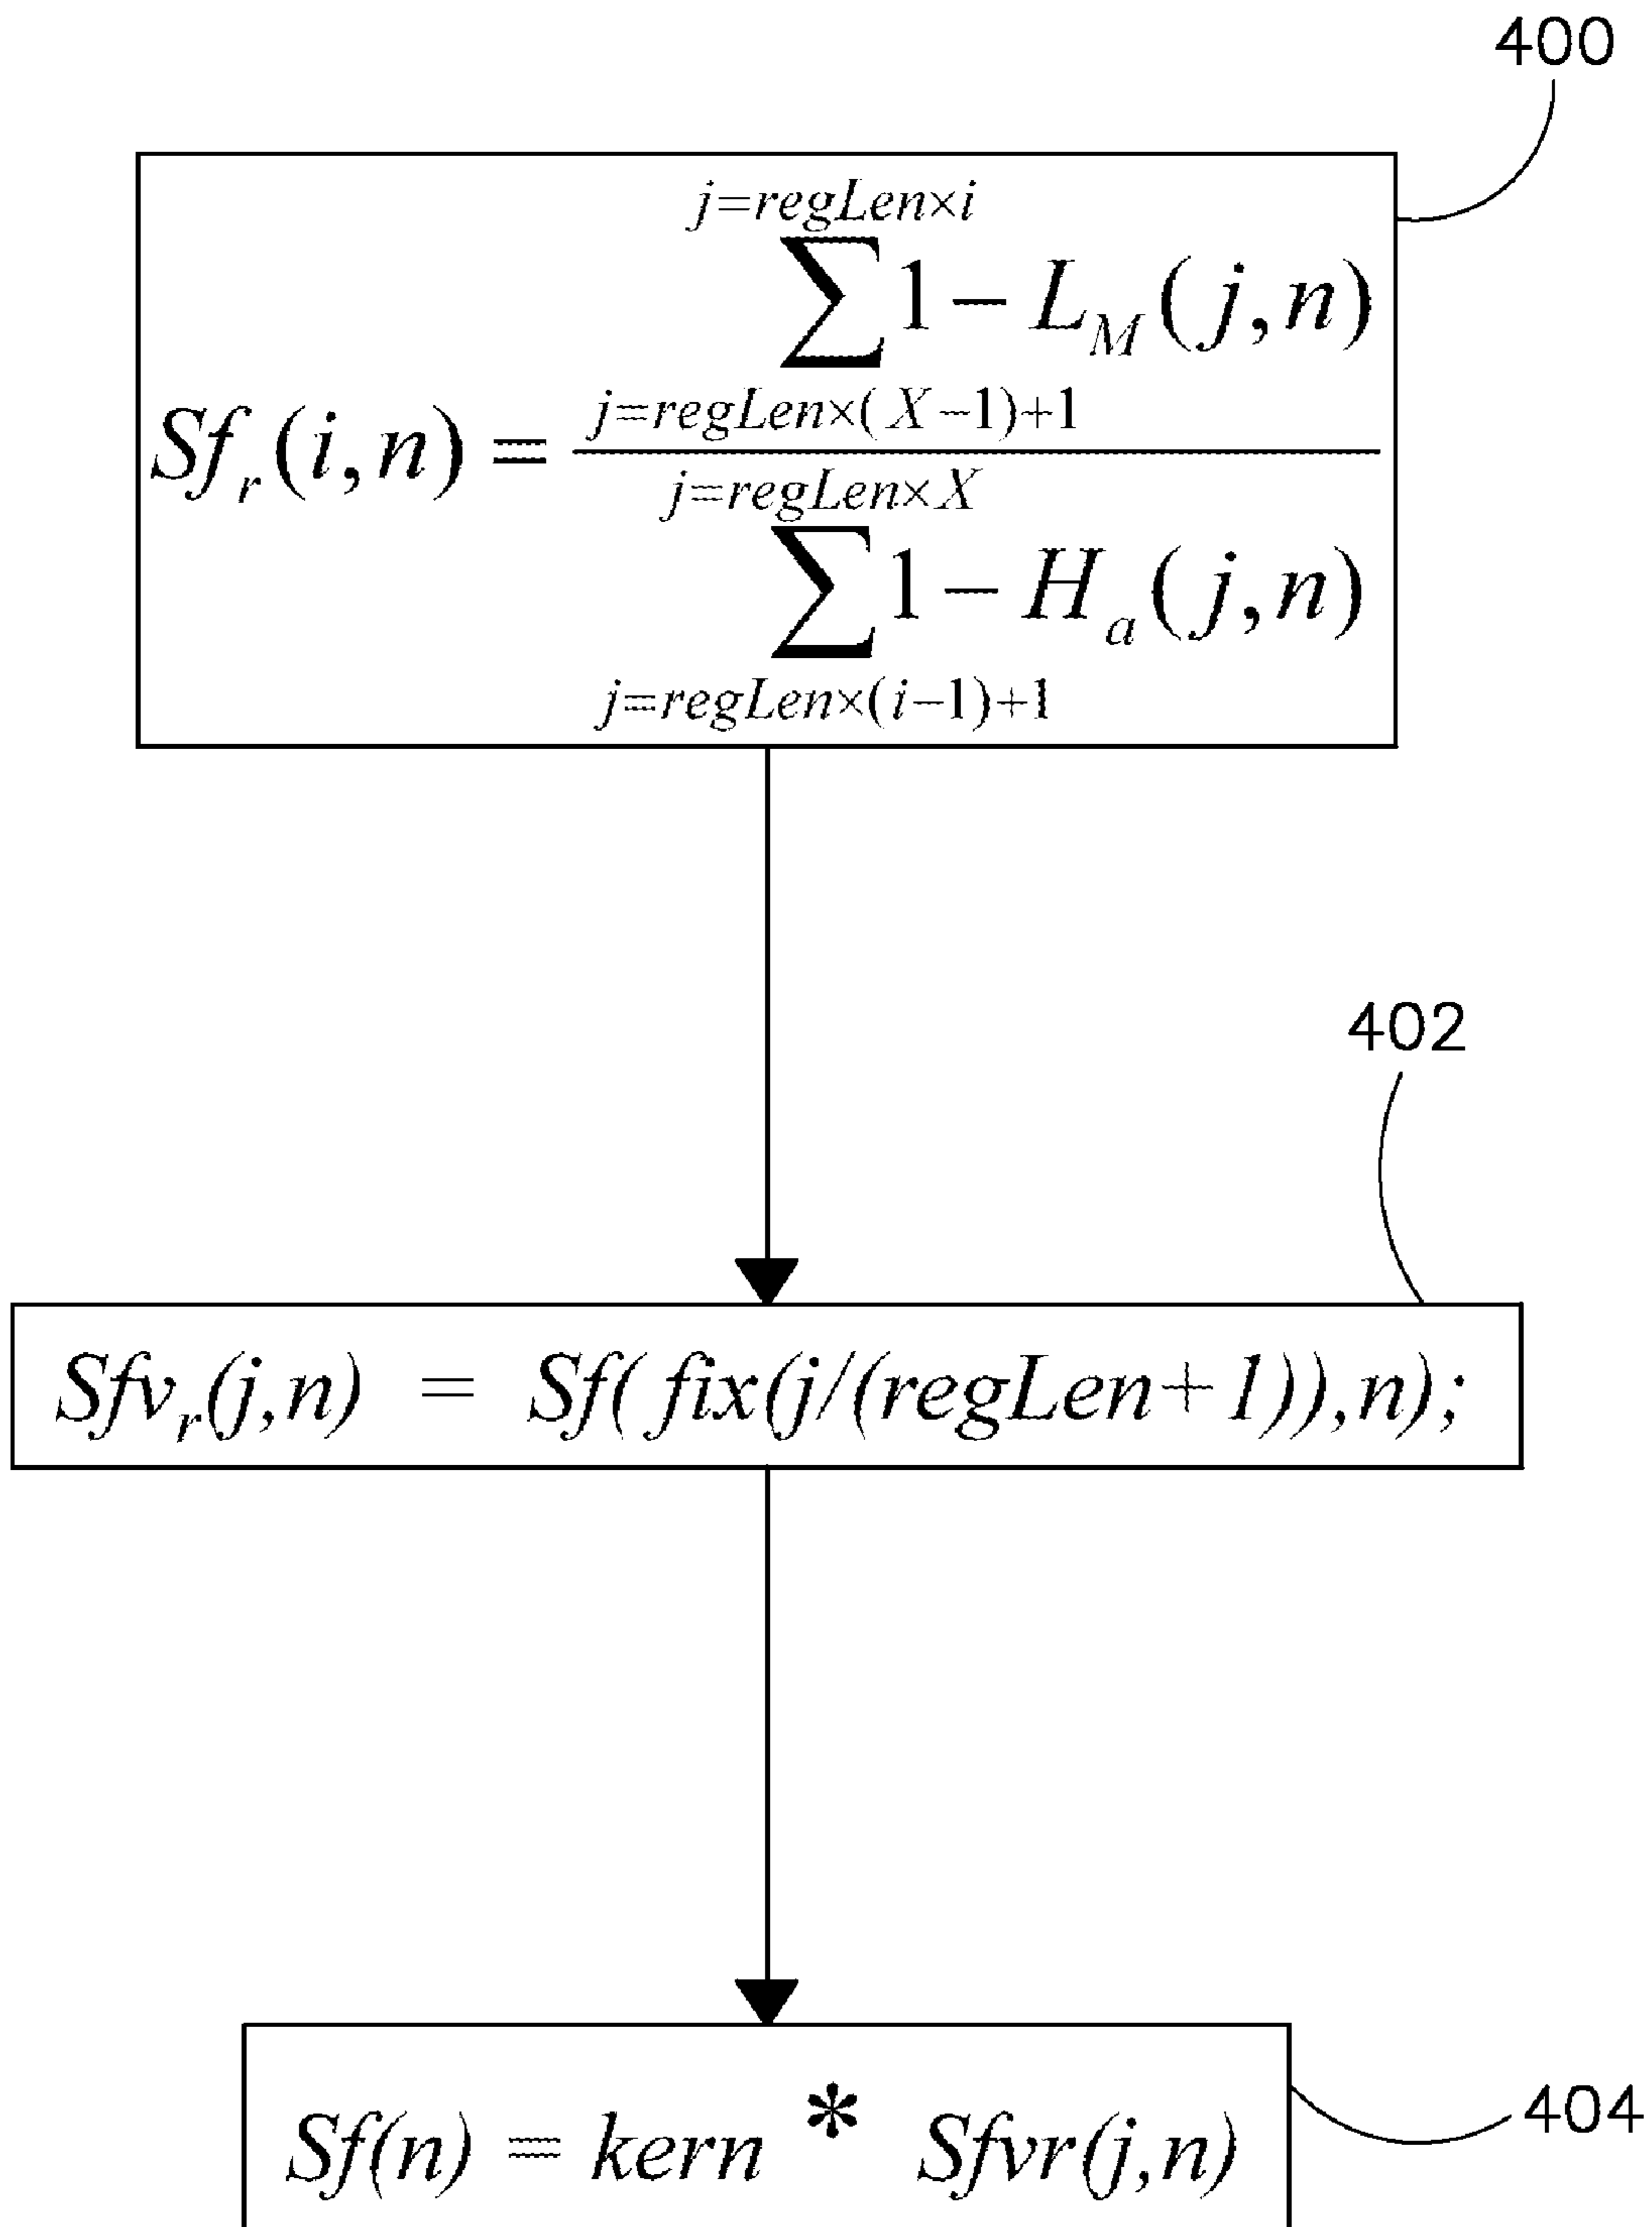 400
j=regLen×i
∑1−L_M(j,n)
j=regLen×(X−1)+1
Sf_r(i,n)=
j=regLen×X
∑1−H_a(j,n)
j=regLen×(i−1)+1
402
Sfv_r(j,n) = Sf( fix(j/(regLen+1)),n);
Sf(n) = kern * Sfvr(j,n)
404